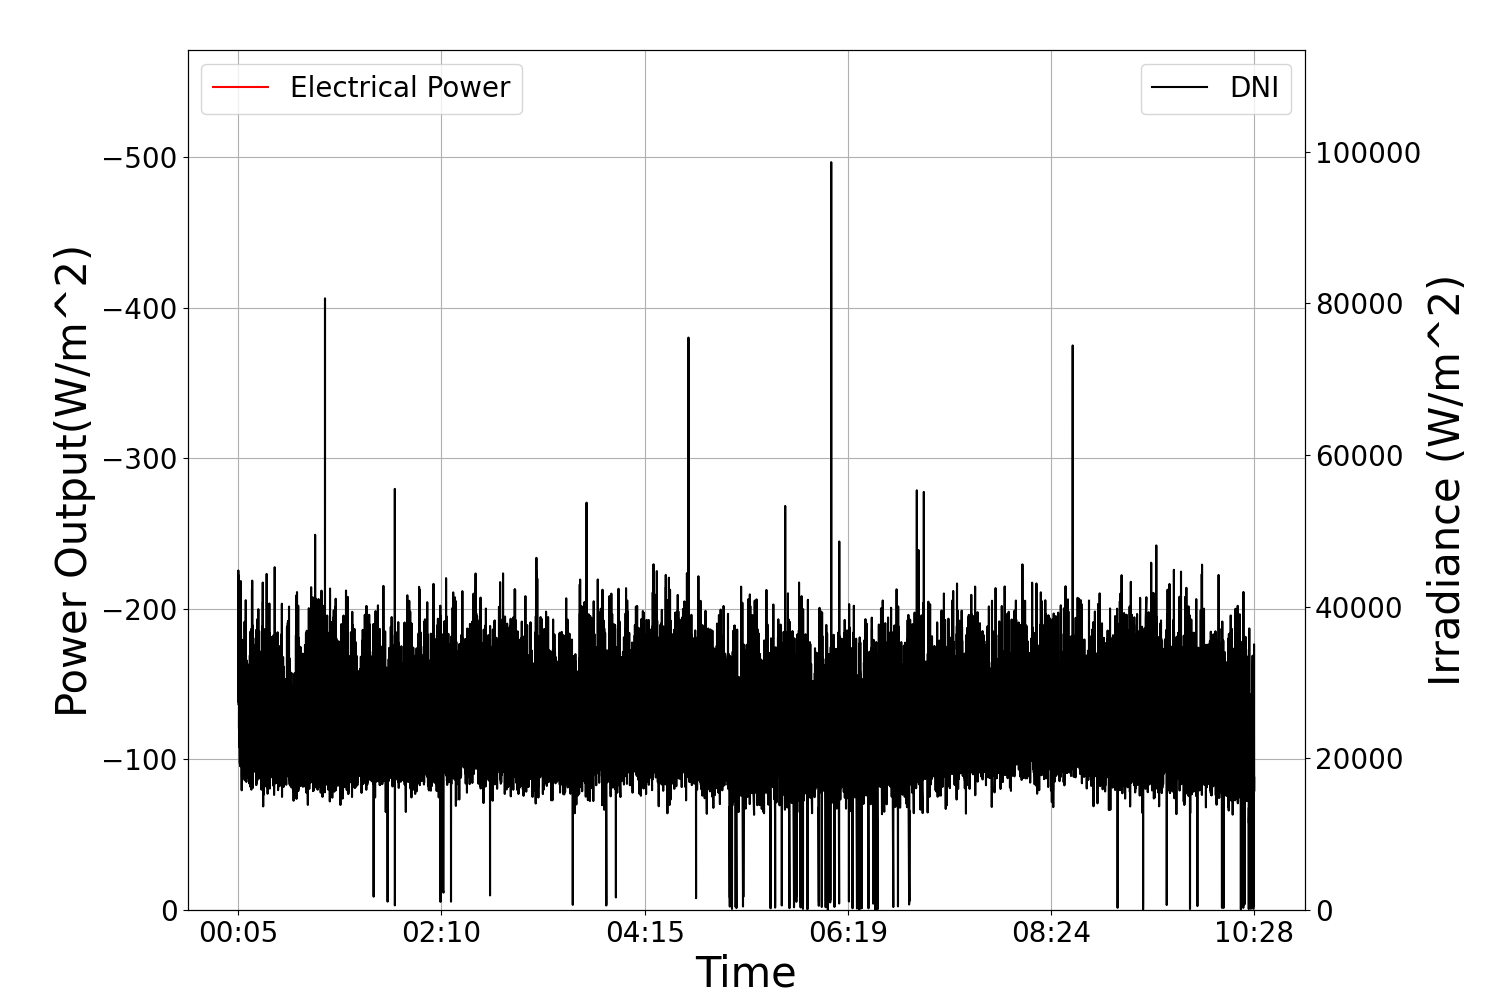 Electrical Power
DNI
Power Output(W/m^2)
−500
−400
−300
−200
−100
0
100000
80000
60000
40000
20000
0
Irradiance (W/m^2)
00:05 02:10 04:15 06:19 08:24 10:28
Time